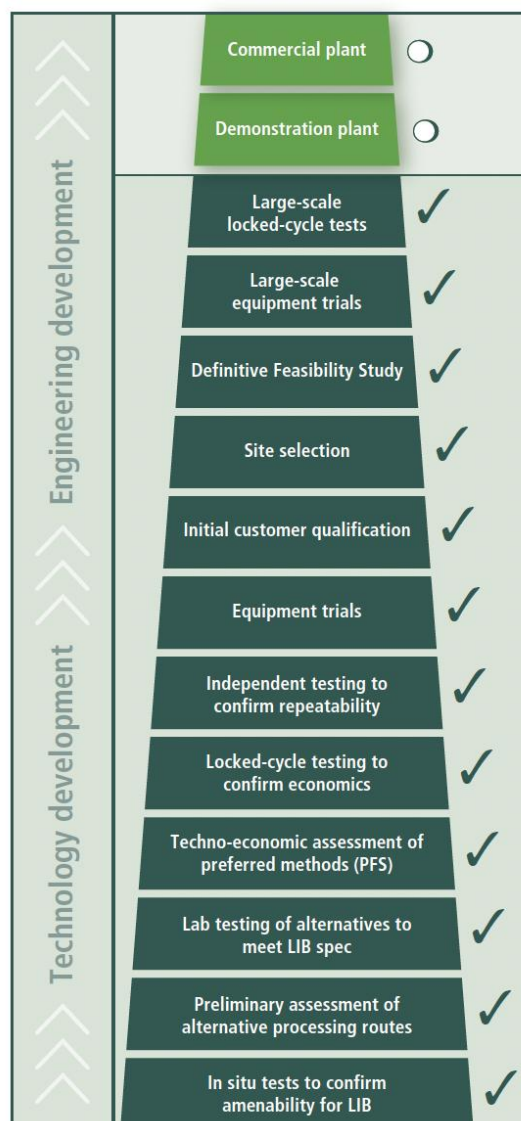 Commercial plant
Demonstration plant
Large-scale
locked-cycle tests
Large-scale
equipment trials
Definitive Feasibility Study
Site selection
Initial customer qualification
Equipment trials
Independent testing to
confirm repeatability
Locked-cycle testing to
confirm economics
Techno-economic assessment of
preferred methods (PFS)
Lab testing of alternatives to
meet LIB spec
Preliminary assessment of
alternative processing routes
In situ tests to confirm
amenability for LIB
Engineering development
Technology development